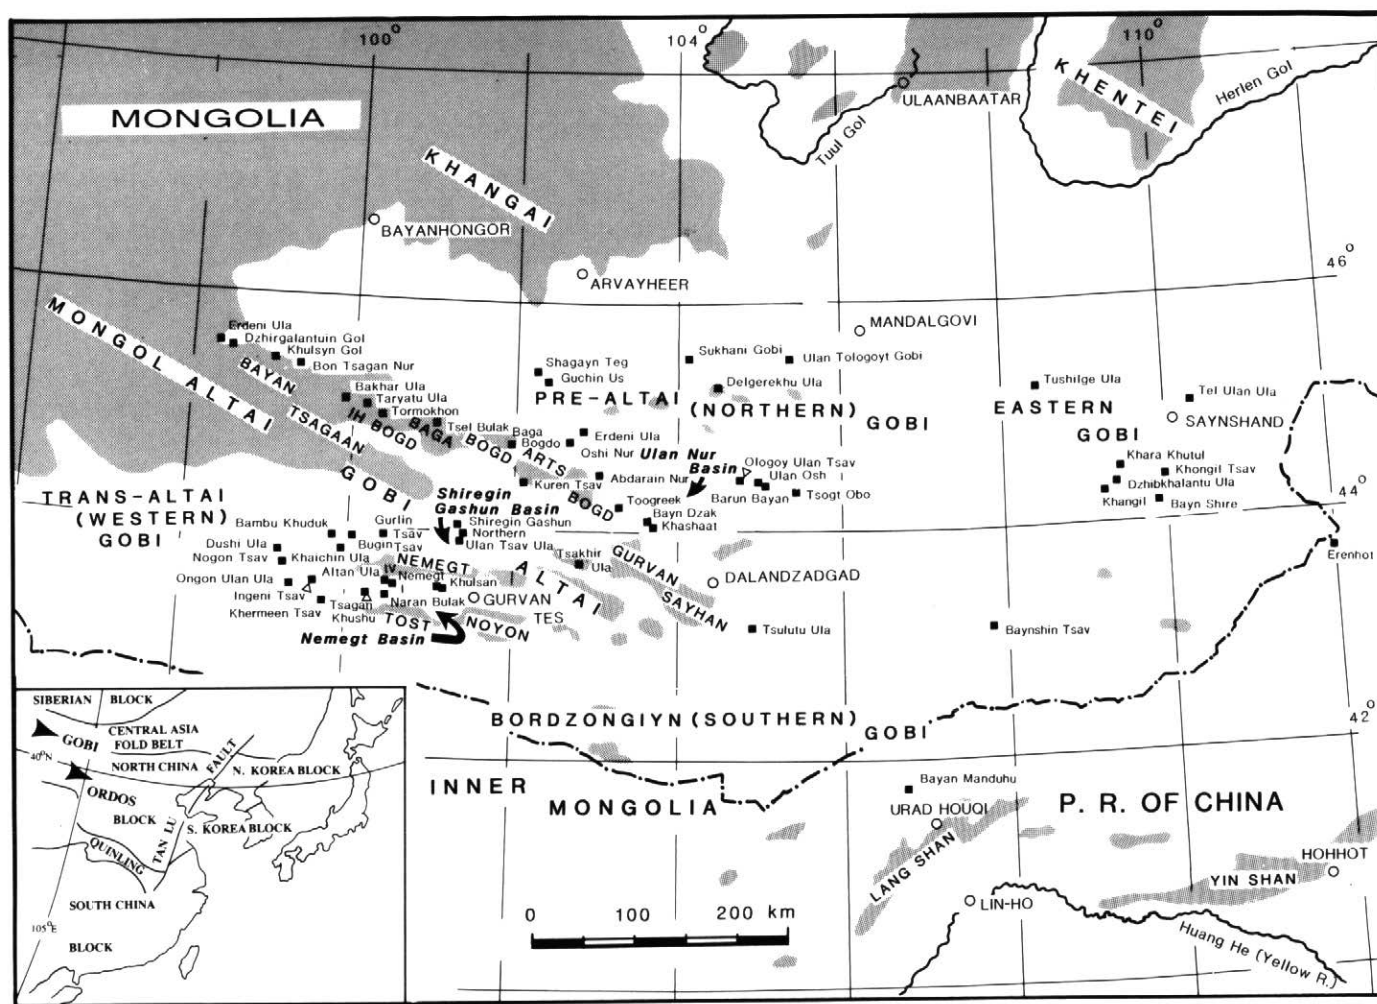 100°
104°
110°
MONGOLIA
KHANGAI
ULAANBAATAR
KHENTEI
Herlen Gol
Tuul Gol
BAYANHONGOR
ARVAYHEER
46°
MONGOL ALTAI
MANDALGOVI
Erdeni Ula
Dzhirgalantuin Gol
Khulsyn Gol
Bon Tsagan Nur
BAYAN TSAGAAN
Bakhar Ula
Taryatu Ula
Tormokhon
IH BOGD
BAGA BOGD
Tsel Bulak
Baga
Bogdo
ARTS BOGD
Shagayn Teg
Guchin Us
Sukhani Gobi
Ulan Tologoyt Gobi
Delgerekhu Ula
PRE-ALTAI (NORTHERN) GOBI
Tushilge Ula
Tel Ulan Ula
EASTERN
GOBI
SAYNSHAND
Erdeni Ula
Oshi Nur
Ulan Nur
Basin
Ologoy Ulan Tsav
Ulan Osh
Barun Bayan
Tsogt Obo
Abdarain Nur
Kuren Tsav
Toogreek
Bayn Dzak
Khashaat
Khara Khutul
Khongil Tsav
Dzhibkhalantu Ula
Khangil
Bayn Shire
44°
Erenhot
TRANS-ALTAI
(WESTERN)
GOBI
GOBI ALTAI
Shiregin
Gashun Basin
Bambu Khuduk
Gurlin
Tsav
Shiregin Gashun
Northern
Ulan Tsav Ula
Dushi Ula
Bugin Tsav
Nogon Tsav
Khaichin Ula
Tsakhir
Ula
GURVAN SAYHAN
DALANDZADGAD
NEMEGT
Ongon Ulan Ula
Altan Ula
IV
Nemegt
Khulsan
Ingeni Tsav
Tsagan
Khushu
Naran Bulak
GURVAN
TES
Khermeen Tsav
TOST
NOYON
Nemegt Basin
Tsulutu Ula
Baynshin Tsav
BORDZONGIYN (SOUTHERN) GOBI
42°
INNER
MONGOLIA
Bayan Manduhu
URAD HOUQI
LANG SHAN
P. R. OF CHINA
HOHHOT
YIN SHAN
LIN-HO
Huang He (Yellow R.)
0 100 200 km
SIBERIAN BLOCK
CENTRAL ASIA
FOLD BELT
GOBI
40°N
NORTH CHINA
FAULT
N. KOREA BLOCK
ORDOS
BLOCK
S. KOREA BLOCK
TAN LU
QUINLING
SOUTH CHINA
105°E
BLOCK